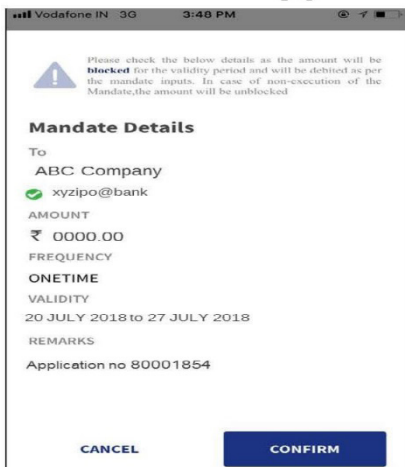 Vodafone IN 3G 3:48 PM
Please check the below details as the amount will be
blocked for the validity period and will be debited as per
the mandate inputs. In case of non-execution of the
Mandate,the amount will be unblocked
Mandate Details
To
ABC Company
xyzipo@bank
AMOUNT
₹ 0000.00
FREQUENCY
ONETIME
VALIDITY
20 JULY 2018 to 27 JULY 2018
REMARKS
Application no 80001854
CANCEL CONFIRM